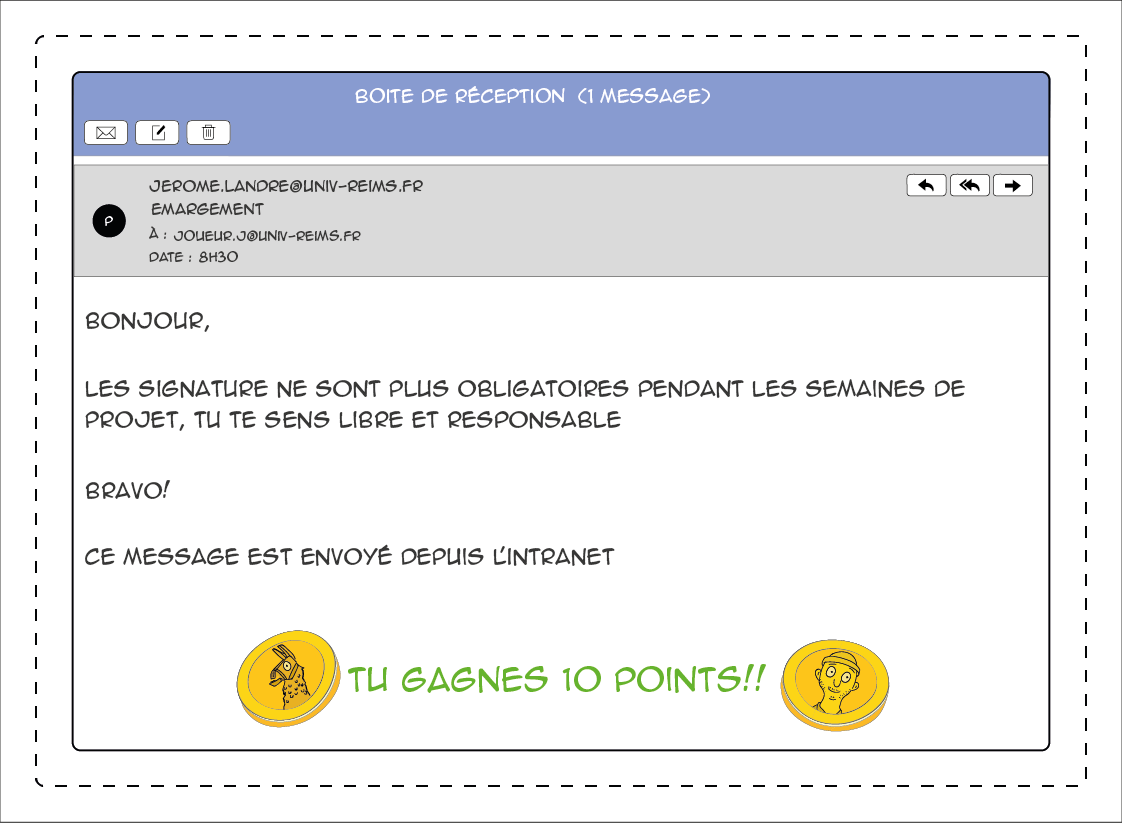 BOITE DE RÉCEPTION (1 MESSAGE)
JEROME.LANDRE@UNIV-REIMS.FR
EMARGEMENT
P
À : JOUEUR.J@UNIV-REIMS.FR
DATE : 8H30
BONJOUR,
LES SIGNATURE NE SONT PLUS OBLIGATOIRES PENDANT LES SEMAINES DE
PROJET, TU TE SENS LIBRE ET RESPONSABLE
BRAVO!
CE MESSAGE EST ENVOYÉ DEPUIS L'INTRANET
TU GAGNES 10 POINTS!!